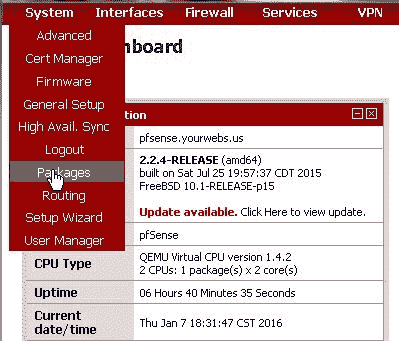 System Interfaces Firewall Services VPN
Advanced
Cert Manager
Firmware
General Setup
High Avail. Sync
Logout
Packages
Routing
Setup Wizard
User Manager
pfsense.yourwebs.us
2.2.4-RELEASE (amd64)
built on Sat Jul 25 19:57:37 CDT 2015
FreeBSD 10.1-RELEASE-p15
Update available. Click Here to view update.
pfSense
CPU Type QEMU Virtual CPU version 1.4.2
2 CPUs: 1 package(s) x 2 core(s)
Uptime 06 Hours 40 Minutes 35 Seconds
Current
date/time Thu Jan 7 18:31:47 CST 2016